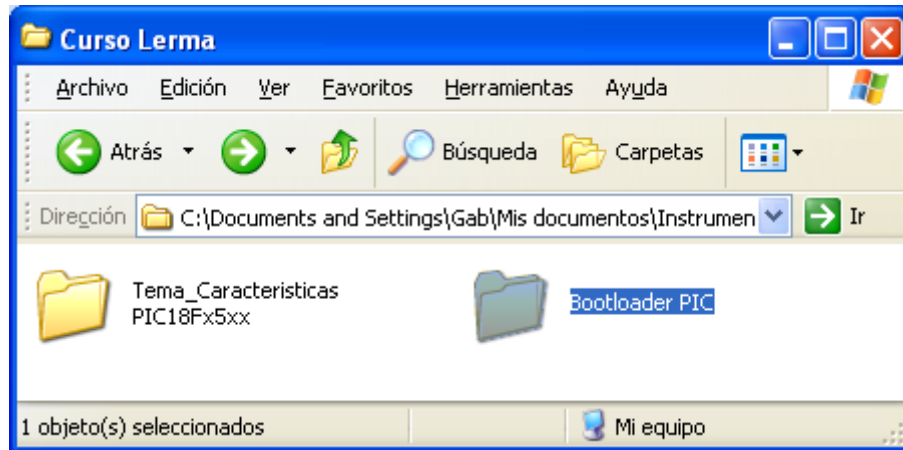 Curso Lerma
Archivo Edición Ver Favoritos Herramientas Ayuda
Atrás Búsqueda Carpetas
Dirección C:\Documents and Settings\Gab\Mis documentos\Instrumen Ir
Tema_Caracteristicas
PIC18Fx5xx
Bootloader PIC
1 objeto(s) seleccionados Mi equipo